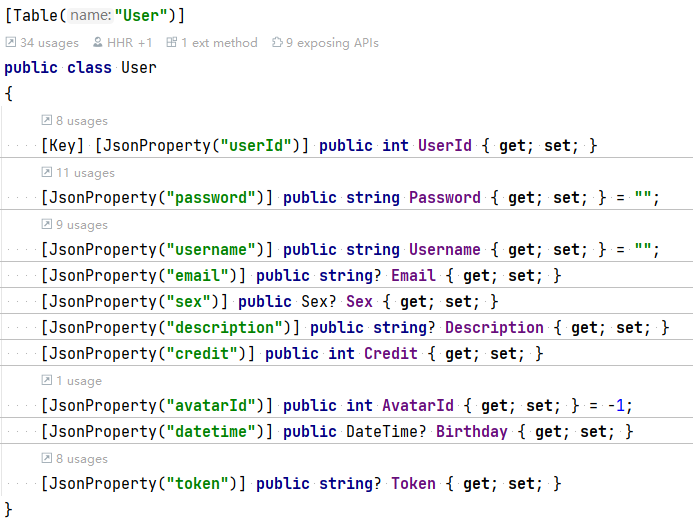 [Table(name:"User")]
34 usages HHR +1 1 ext method 9 exposing APIs
public class User
{
8 usages
[Key] [JsonProperty("userId")] public int UserId { get; set; }
11 usages
[JsonProperty("password")] public string Password { get; set; } = "";
9 usages
[JsonProperty("username")] public string Username { get; set; } = "";
[JsonProperty("email")] public string? Email { get; set; }
[JsonProperty("sex")] public Sex? Sex { get; set; }
[JsonProperty("description")] public string? Description { get; set; }
[JsonProperty("credit")] public int Credit { get; set; }
1 usage
[JsonProperty("avatarId")] public int AvatarId { get; set; } = -1;
[JsonProperty("datetime")] public DateTime? Birthday { get; set; }
8 usages
[JsonProperty("token")] public string? Token { get; set; }
}